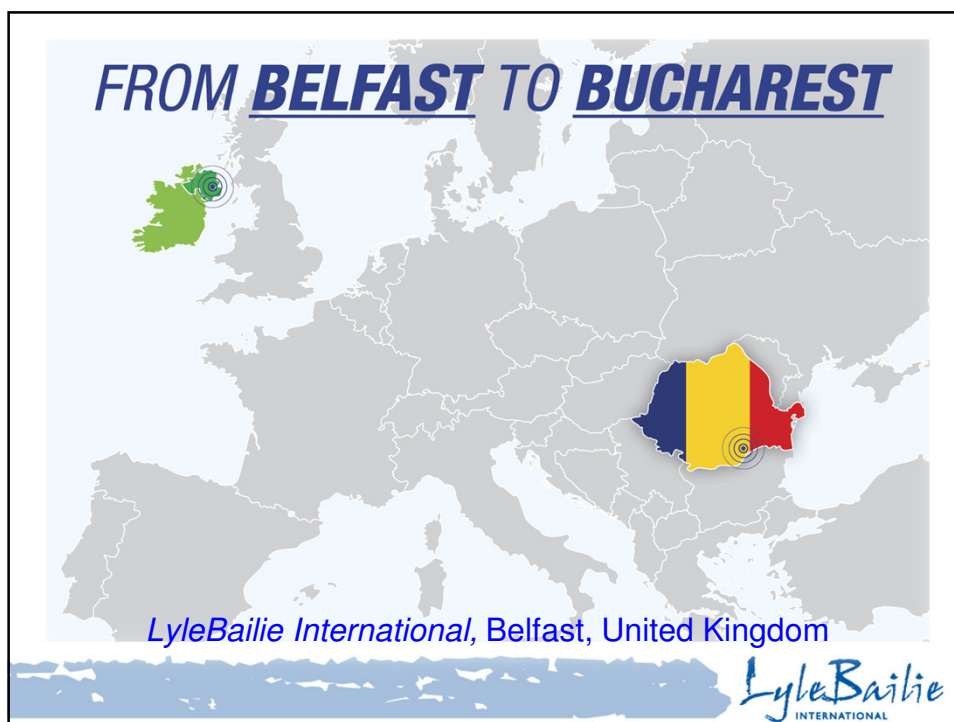 FROM BELFAST TO BUCHAREST
LyleBailie International, Belfast, United Kingdom
LyleBailie
INTERNATIONAL